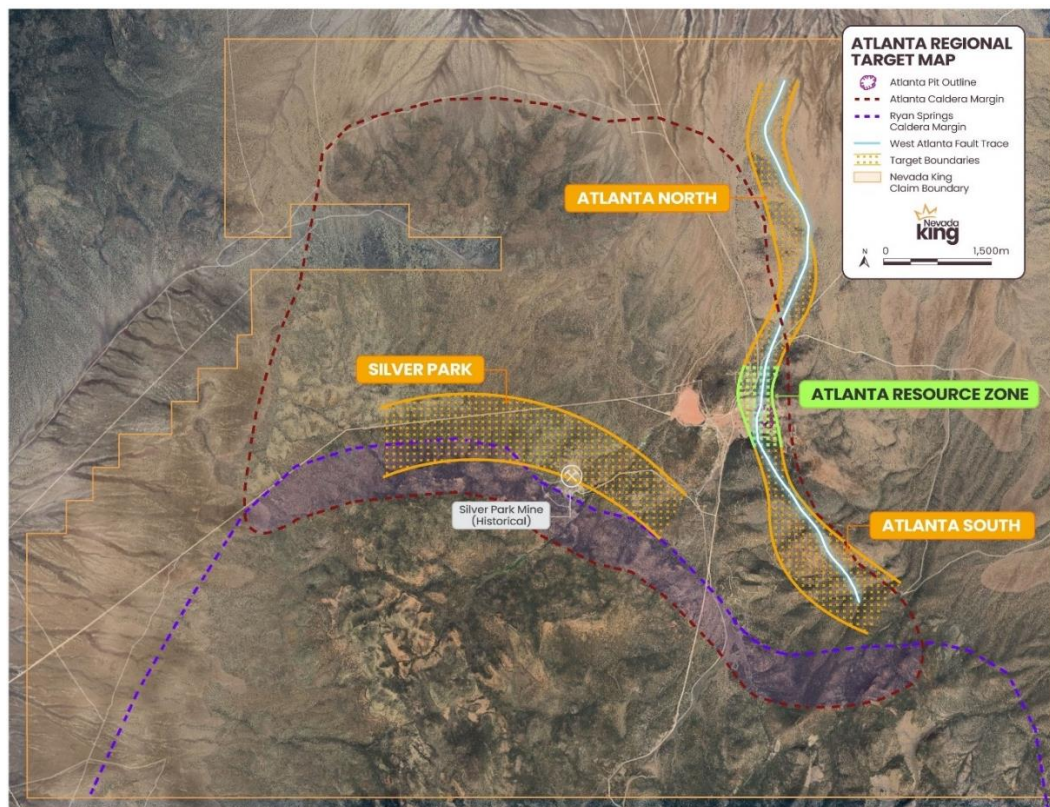 ATLANTA REGIONAL
TARGET MAP
Atlanta Pit Outline
Atlanta Caldera Margin
Ryan Springs
Caldera Margin
West Atlanta Fault Trace
Target Boundaries
Nevada King
Claim Boundary
Nevada
king
N
0 1,500m
ATLANTA NORTH
SILVER PARK
ATLANTA RESOURCE ZONE
Silver Park Mine
(Historical)
ATLANTA SOUTH